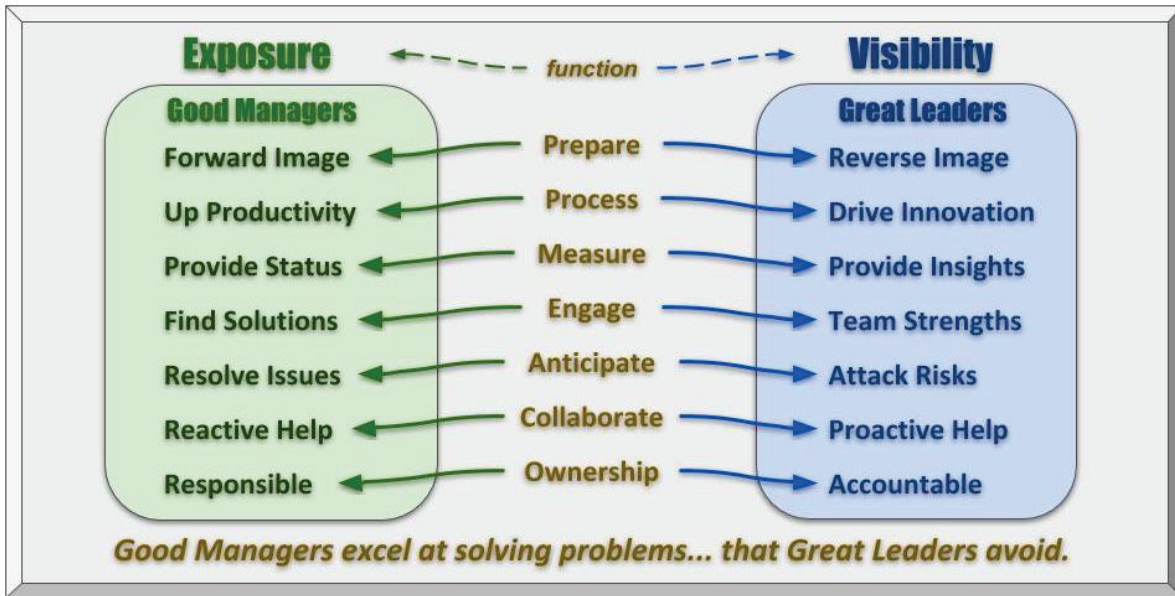 Exposure function Visibility
Good Managers Great Leaders
Forward Image Prepare Reverse Image
Up Productivity Process Drive Innovation
Provide Status Measure Provide Insights
Find Solutions Engage Team Strengths
Resolve Issues Anticipate Attack Risks
Reactive Help Collaborate Proactive Help
Responsible Ownership Accountable
Good Managers excel at solving problems... that Great Leaders avoid.